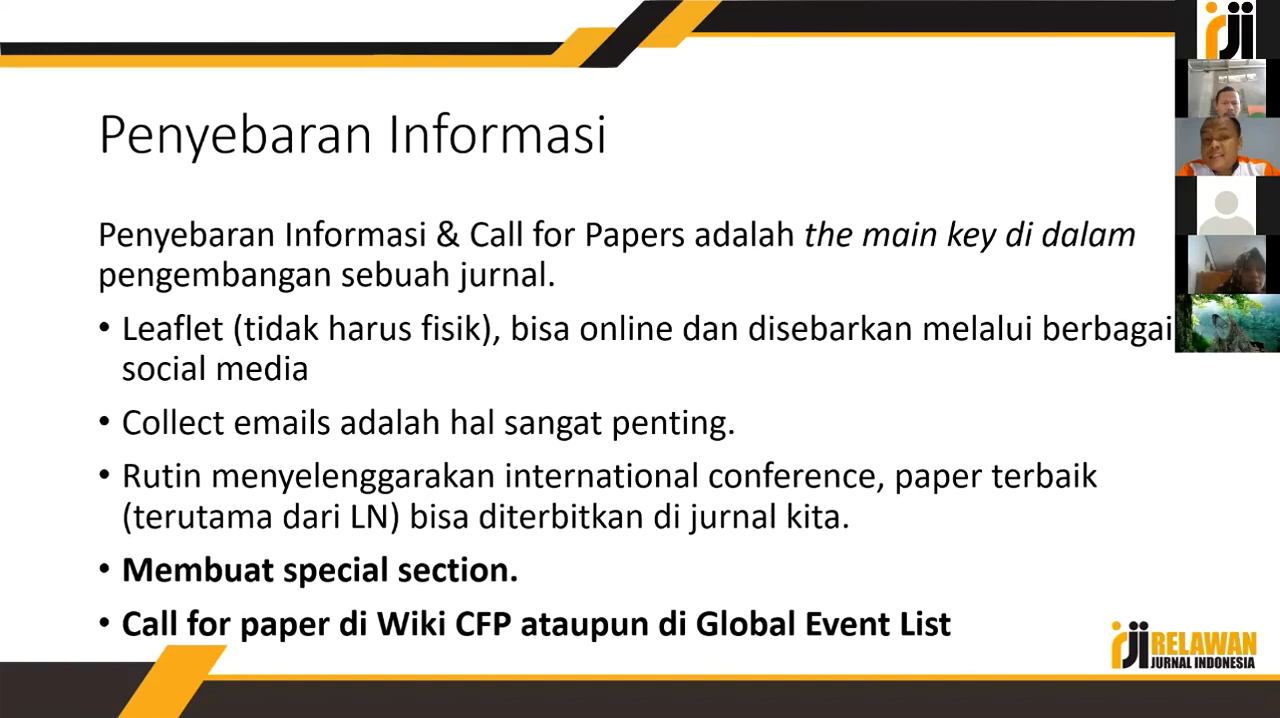 Penyebaran Informasi
Penyebaran Informasi & Call for Papers adalah the main key di dalam
pengembangan sebuah jurnal.
• Leaflet (tidak harus fisik), bisa online dan disebarkan melalui berbagai
social media
• Collect emails adalah hal sangat penting.
• Rutin menyelenggarakan international conference, paper terbaik
(terutama dari LN) bisa diterbitkan di jurnal kita.
• Membuat special section.
• Call for paper di Wiki CFP ataupun di Global Event List
rji
rji RELAWAN
JURNAL INDONESIA